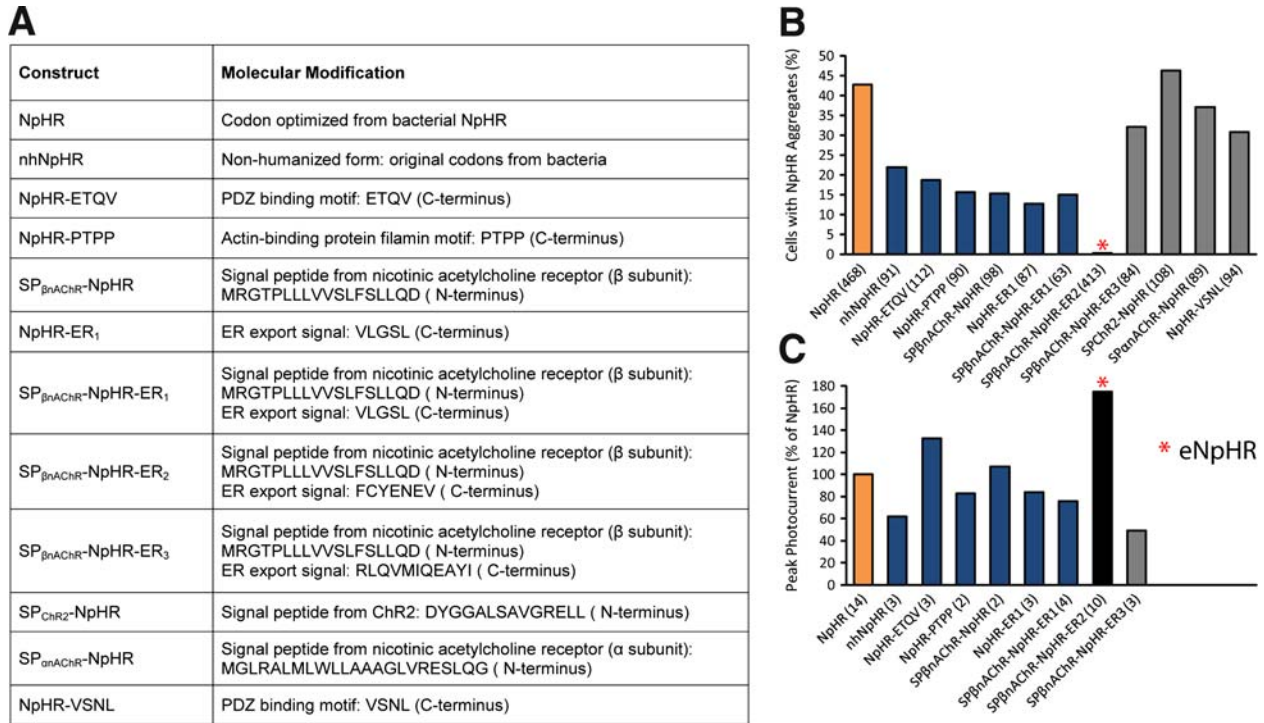 A
Construct Molecular Modification
NpHR Codon optimized from bacterial NpHR
nhNpHR Non-humanized form: original codons from bacteria
NpHR-ETQV PDZ binding motif: ETQV (C-terminus)
NpHR-PTPP Actin-binding protein filamin motif: PTPP (C-terminus)
SPβnAChR-NpHR Signal peptide from nicotinic acetylcholine receptor (β subunit):
MRGTPLLLVVSLFSLLQD ( N-terminus)
NpHR-ER1 ER export signal: VLGSL (C-terminus)
SPβnAChR-NpHR-ER1 Signal peptide from nicotinic acetylcholine receptor (β subunit):
MRGTPLLLVVSLFSLLQD ( N-terminus)
ER export signal: VLGSL (C-terminus)
SPβnAChR-NpHR-ER2 Signal peptide from nicotinic acetylcholine receptor (β subunit):
MRGTPLLLVVSLFSLLQD ( N-terminus)
ER export signal: FCYENEV ( C-terminus)
SPβnAChR-NpHR-ER3 Signal peptide from nicotinic acetylcholine receptor (β subunit):
MRGTPLLLVVSLFSLLQD ( N-terminus)
ER export signal: RLQVMIQEAYI ( C-terminus)
SPChR2-NpHR Signal peptide from ChR2: DYGGALSAVGRELL ( N-terminus)
SPαnAChR-NpHR Signal peptide from nicotinic acetylcholine receptor (α subunit):
MGLRALMLWLLAAAGLVRESLQG ( N-terminus)
NpHR-VSNL PDZ binding motif: VSNL (C-terminus)
B
Cells with NpHR Aggregates (%)
50
45
40
35
30
25
20
15
10
5
0
*
NpHR (468)
nhNpHR (91)
NpHR-ETQV (112)
NpHR-PTPP (90)
SPβnAChR-NpHR (98)
NpHR-ER1 (87)
SPβnAChR-NpHR-ER1 (63)
SPβnAChR-NpHR-ER2 (413)
SPβnAChR-NpHR-ER3 (84)
SPChR2-NpHR (108)
SPαnAChR-NpHR (89)
NpHR-VSNL (94)
C
Peak Photocurrent (% of NpHR)
180
160
140
120
100
80
60
40
20
0
*
* eNpHR
NpHR (14)
nhNpHR (3)
NpHR-ETQV (3)
NpHR-PTPP (2)
SPβnAChR-NpHR (2)
NpHR-ER1 (3)
SPβnAChR-NpHR-ER1 (4)
SPβnAChR-NpHR-ER2 (10)
SPβnAChR-NpHR-ER3 (3)